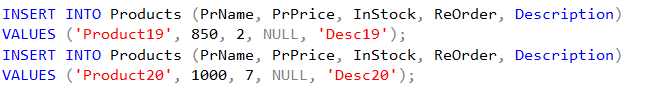 INSERT INTO Products (PrName, PrPrice, InStock, ReOrder, Description)
VALUES ('Product19', 850, 2, NULL, 'Desc19');
INSERT INTO Products (PrName, PrPrice, InStock, ReOrder, Description)
VALUES ('Product20', 1000, 7, NULL, 'Desc20');